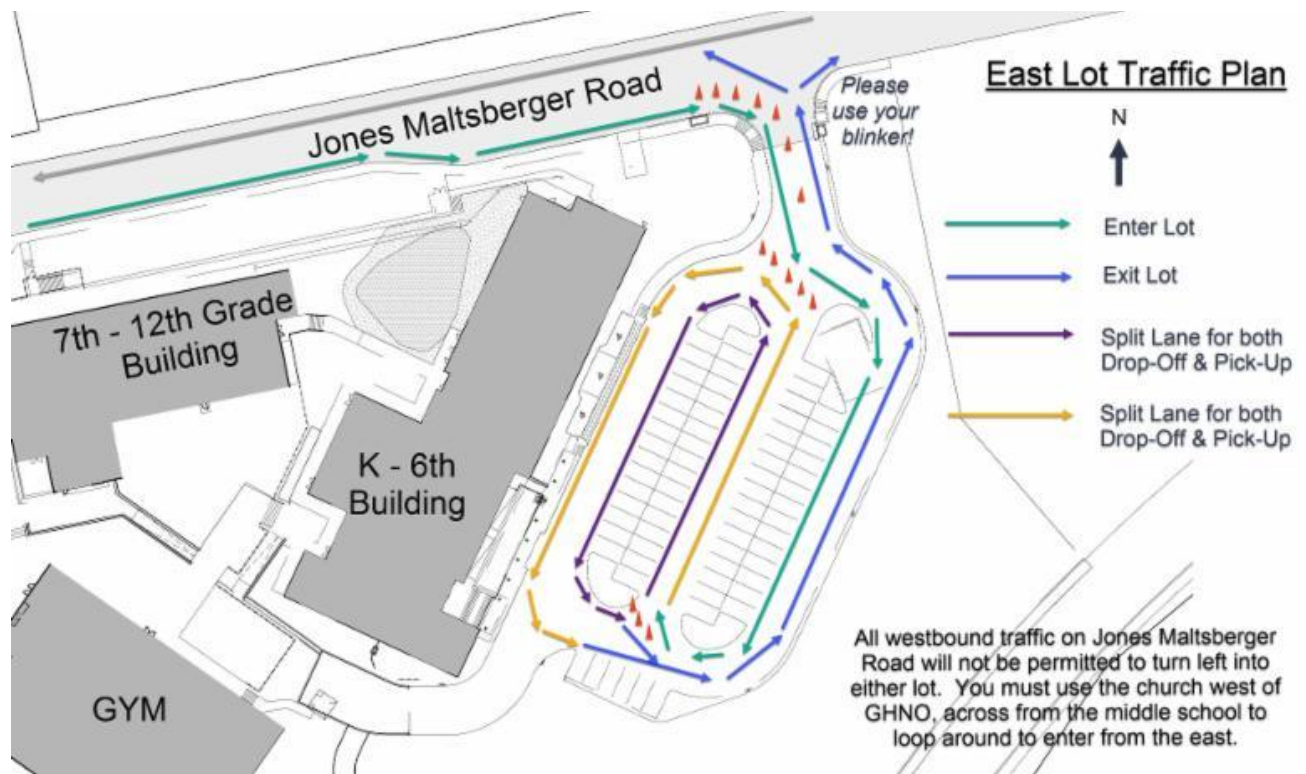 East Lot Traffic Plan
N
Jones Maltsberger Road
Please
use your
blinker!
Enter Lot
Exit Lot
Split Lane for both
Drop-Off & Pick-Up
Split Lane for both
Drop-Off & Pick-Up
7th - 12th Grade
Building
K - 6th
Building
GYM
All westbound traffic on Jones Maltsberger
Road will not be permitted to turn left into
either lot. You must use the church west of
GHNO, across from the middle school to
loop around to enter from the east.